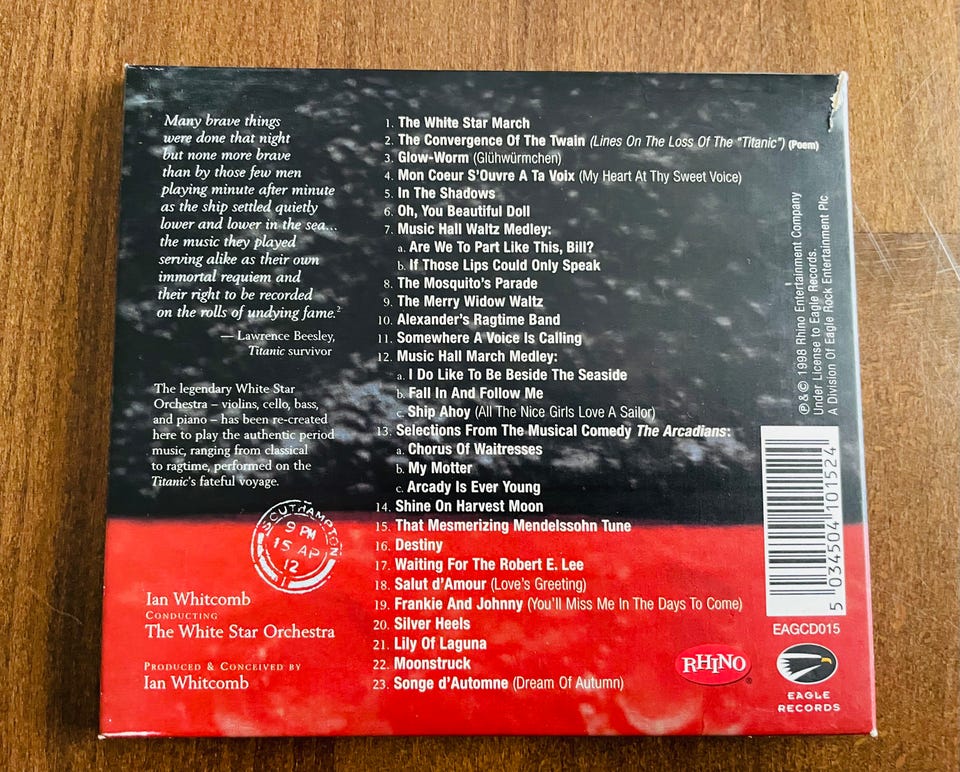 Many brave things
were done that night
but none more brave
than by those few men
playing minute after minute
as the ship settled quietly
lower and lower in the sea...
the music they played
serving alike as their own
immortal requiem and
their right to be recorded
on the rolls of undying fame.²
— Lawrence Beesley,
Titanic survivor
The legendary White Star
Orchestra – violins, cello, bass,
and piano – has been re-created
here to play the authentic period
music, ranging from classical
to ragtime, performed on the
Titanic's fateful voyage.
SOUTHAMPTON
9 PM
15 AP
12
Ian Whitcomb
CONDUCTING
The White Star Orchestra
PRODUCED & CONCEIVED BY
Ian Whitcomb
1. The White Star March
2. The Convergence Of The Twain (Lines On The Loss Of The "Titanic") (Poem)
3. Glow-Worm (Glühwürmchen)
4. Mon Coeur S'Ouvre A Ta Voix (My Heart At Thy Sweet Voice)
5. In The Shadows
6. Oh, You Beautiful Doll
7. Music Hall Waltz Medley:
a. Are We To Part Like This, Bill?
b. If Those Lips Could Only Speak
8. The Mosquito's Parade
9. The Merry Widow Waltz
10. Alexander's Ragtime Band
11. Somewhere A Voice Is Calling
12. Music Hall March Medley:
a. I Do Like To Be Beside The Seaside
b. Fall In And Follow Me
c. Ship Ahoy (All The Nice Girls Love A Sailor)
13. Selections From The Musical Comedy The Arcadians:
a. Chorus Of Waitresses
b. My Motter
c. Arcady Is Ever Young
14. Shine On Harvest Moon
15. That Mesmerizing Mendelssohn Tune
16. Destiny
17. Waiting For The Robert E. Lee
18. Salut d'Amour (Love's Greeting)
19. Frankie And Johnny (You'll Miss Me In The Days To Come)
20. Silver Heels
21. Lily Of Laguna
22. Moonstruck
23. Songe d'Automne (Dream Of Autumn)
℗ & © 1998 Rhino Entertainment Company
Under License to Eagle Records.
A Division Of Eagle Rock Entertainment Plc
5 034504 101524
EAGCD015
RHINO®
EAGLE
RECORDS